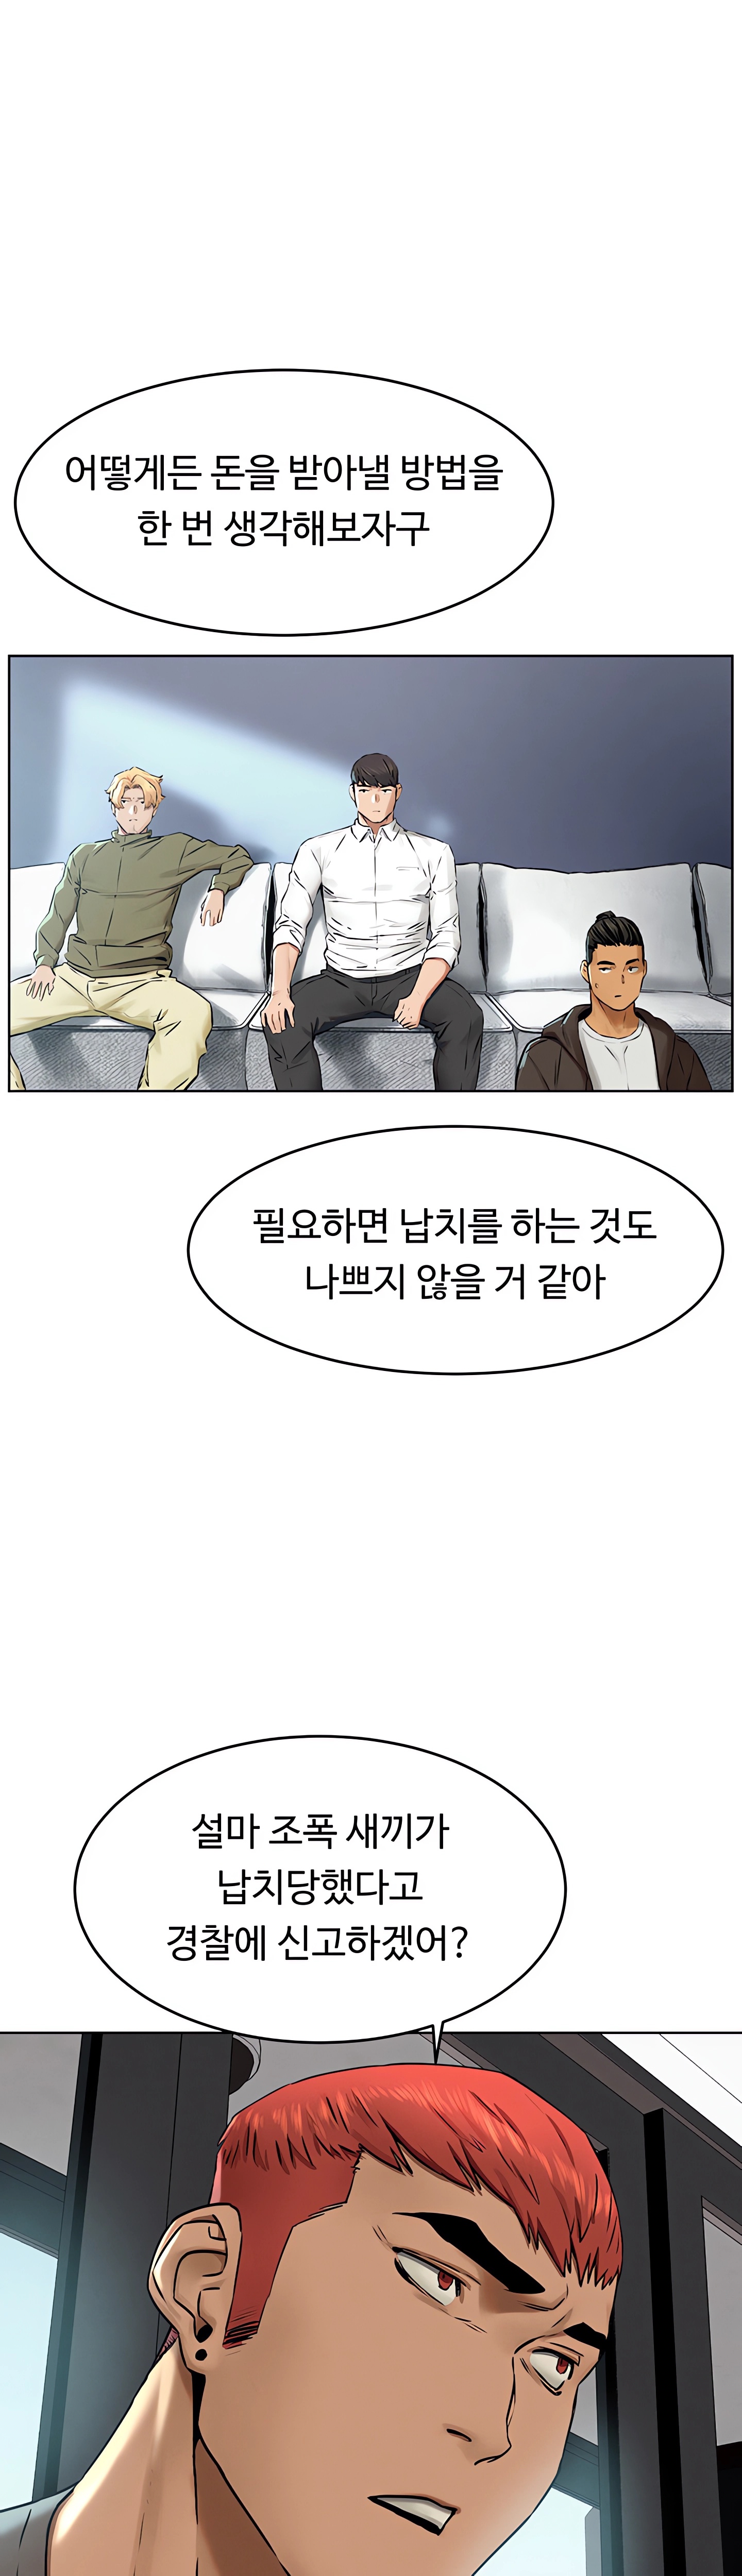 어떻게든 돈을 받아낼 방법을
한 번 생각해보자구
필요하면 납치를 하는 것도
나쁘지 않을 거 같아
설마 조폭 새끼가
납치당했다고
경찰에 신고하겠어?